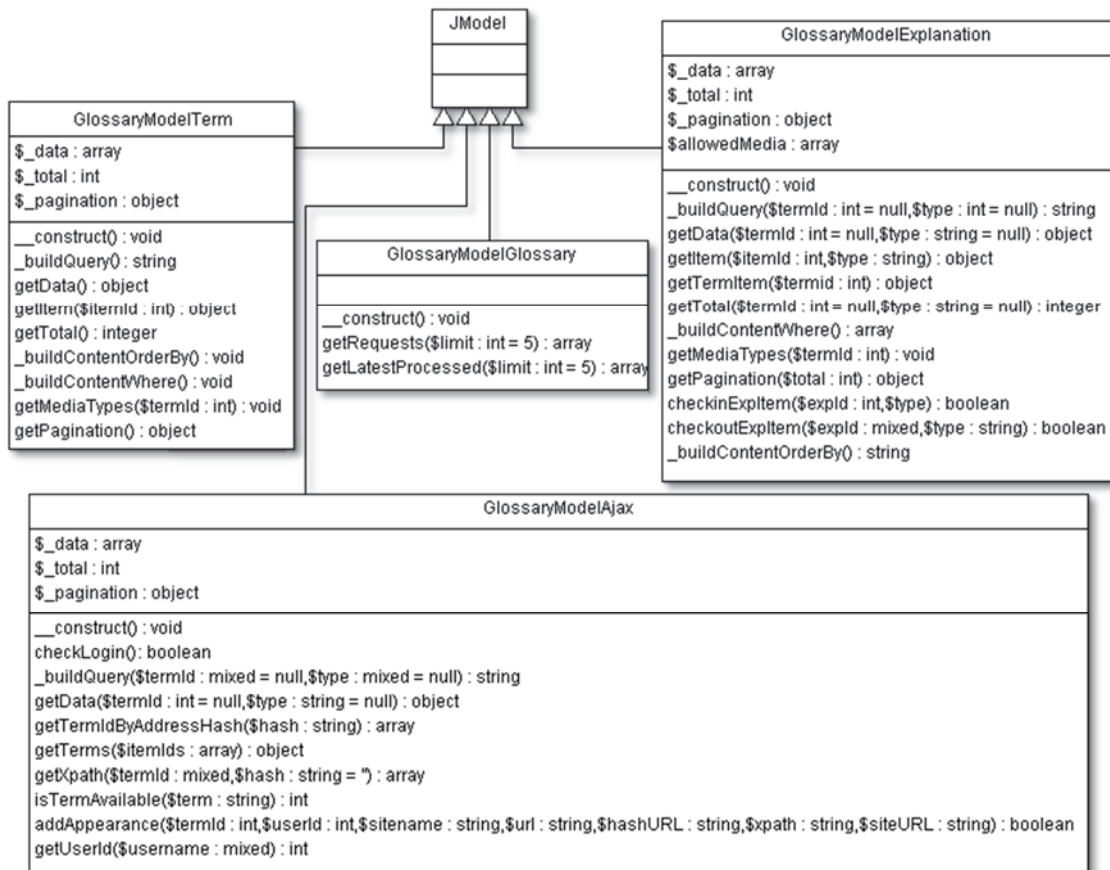 JModel
GlossaryModelTerm
$_data : array
$_total : int
$_pagination : object
__construct() : void
_buildQuery() : string
getData() : object
getItem($itemId : int) : object
getTotal() : integer
_buildContentOrderBy() : void
_buildContentWhere() : void
getMediaTypes($termId : int) : void
getPagination() : object
GlossaryModelGlossary
__construct() : void
getRequests($limit : int = 5) : array
getLatestProcessed($limit : int = 5) : array
GlossaryModelExplanation
$_data : array
$_total : int
$_pagination : object
$allowedMedia : array
__construct() : void
_buildQuery($termId : int = null,$type : int = null) : string
getData($termId : int = null,$type : string = null) : object
getItem($itemId : int,$type : string) : object
getTermItem($termid : int) : object
getTotal($termId : int = null,$type : string = null) : integer
_buildContentWhere() : array
getMediaTypes($termId : int) : void
getPagination($total : int) : object
checkinExpItem($expId : int,$type) : boolean
checkoutExpItem($expId : mixed,$type : string) : boolean
_buildContentOrderBy() : string
GlossaryModelAjax
$_data : array
$_total : int
$_pagination : object
__construct() : void
checkLogin(): boolean
_buildQuery($termId : mixed = null,$type : mixed = null) : string
getData($termId : int = null,$type : string = null) : object
getTermIdByAddressHash($hash : string) : array
getTerms($itemIds : array) : object
getXpath($termId : mixed,$hash : string = '') : array
isTermAvailable($term : string) : int
addAppearance($termId : int,$userId : int,$sitename : string,$url : string,$hashURL : string,$xpath : string,$siteURL : string) : boolean
getUserId($username : mixed) : int